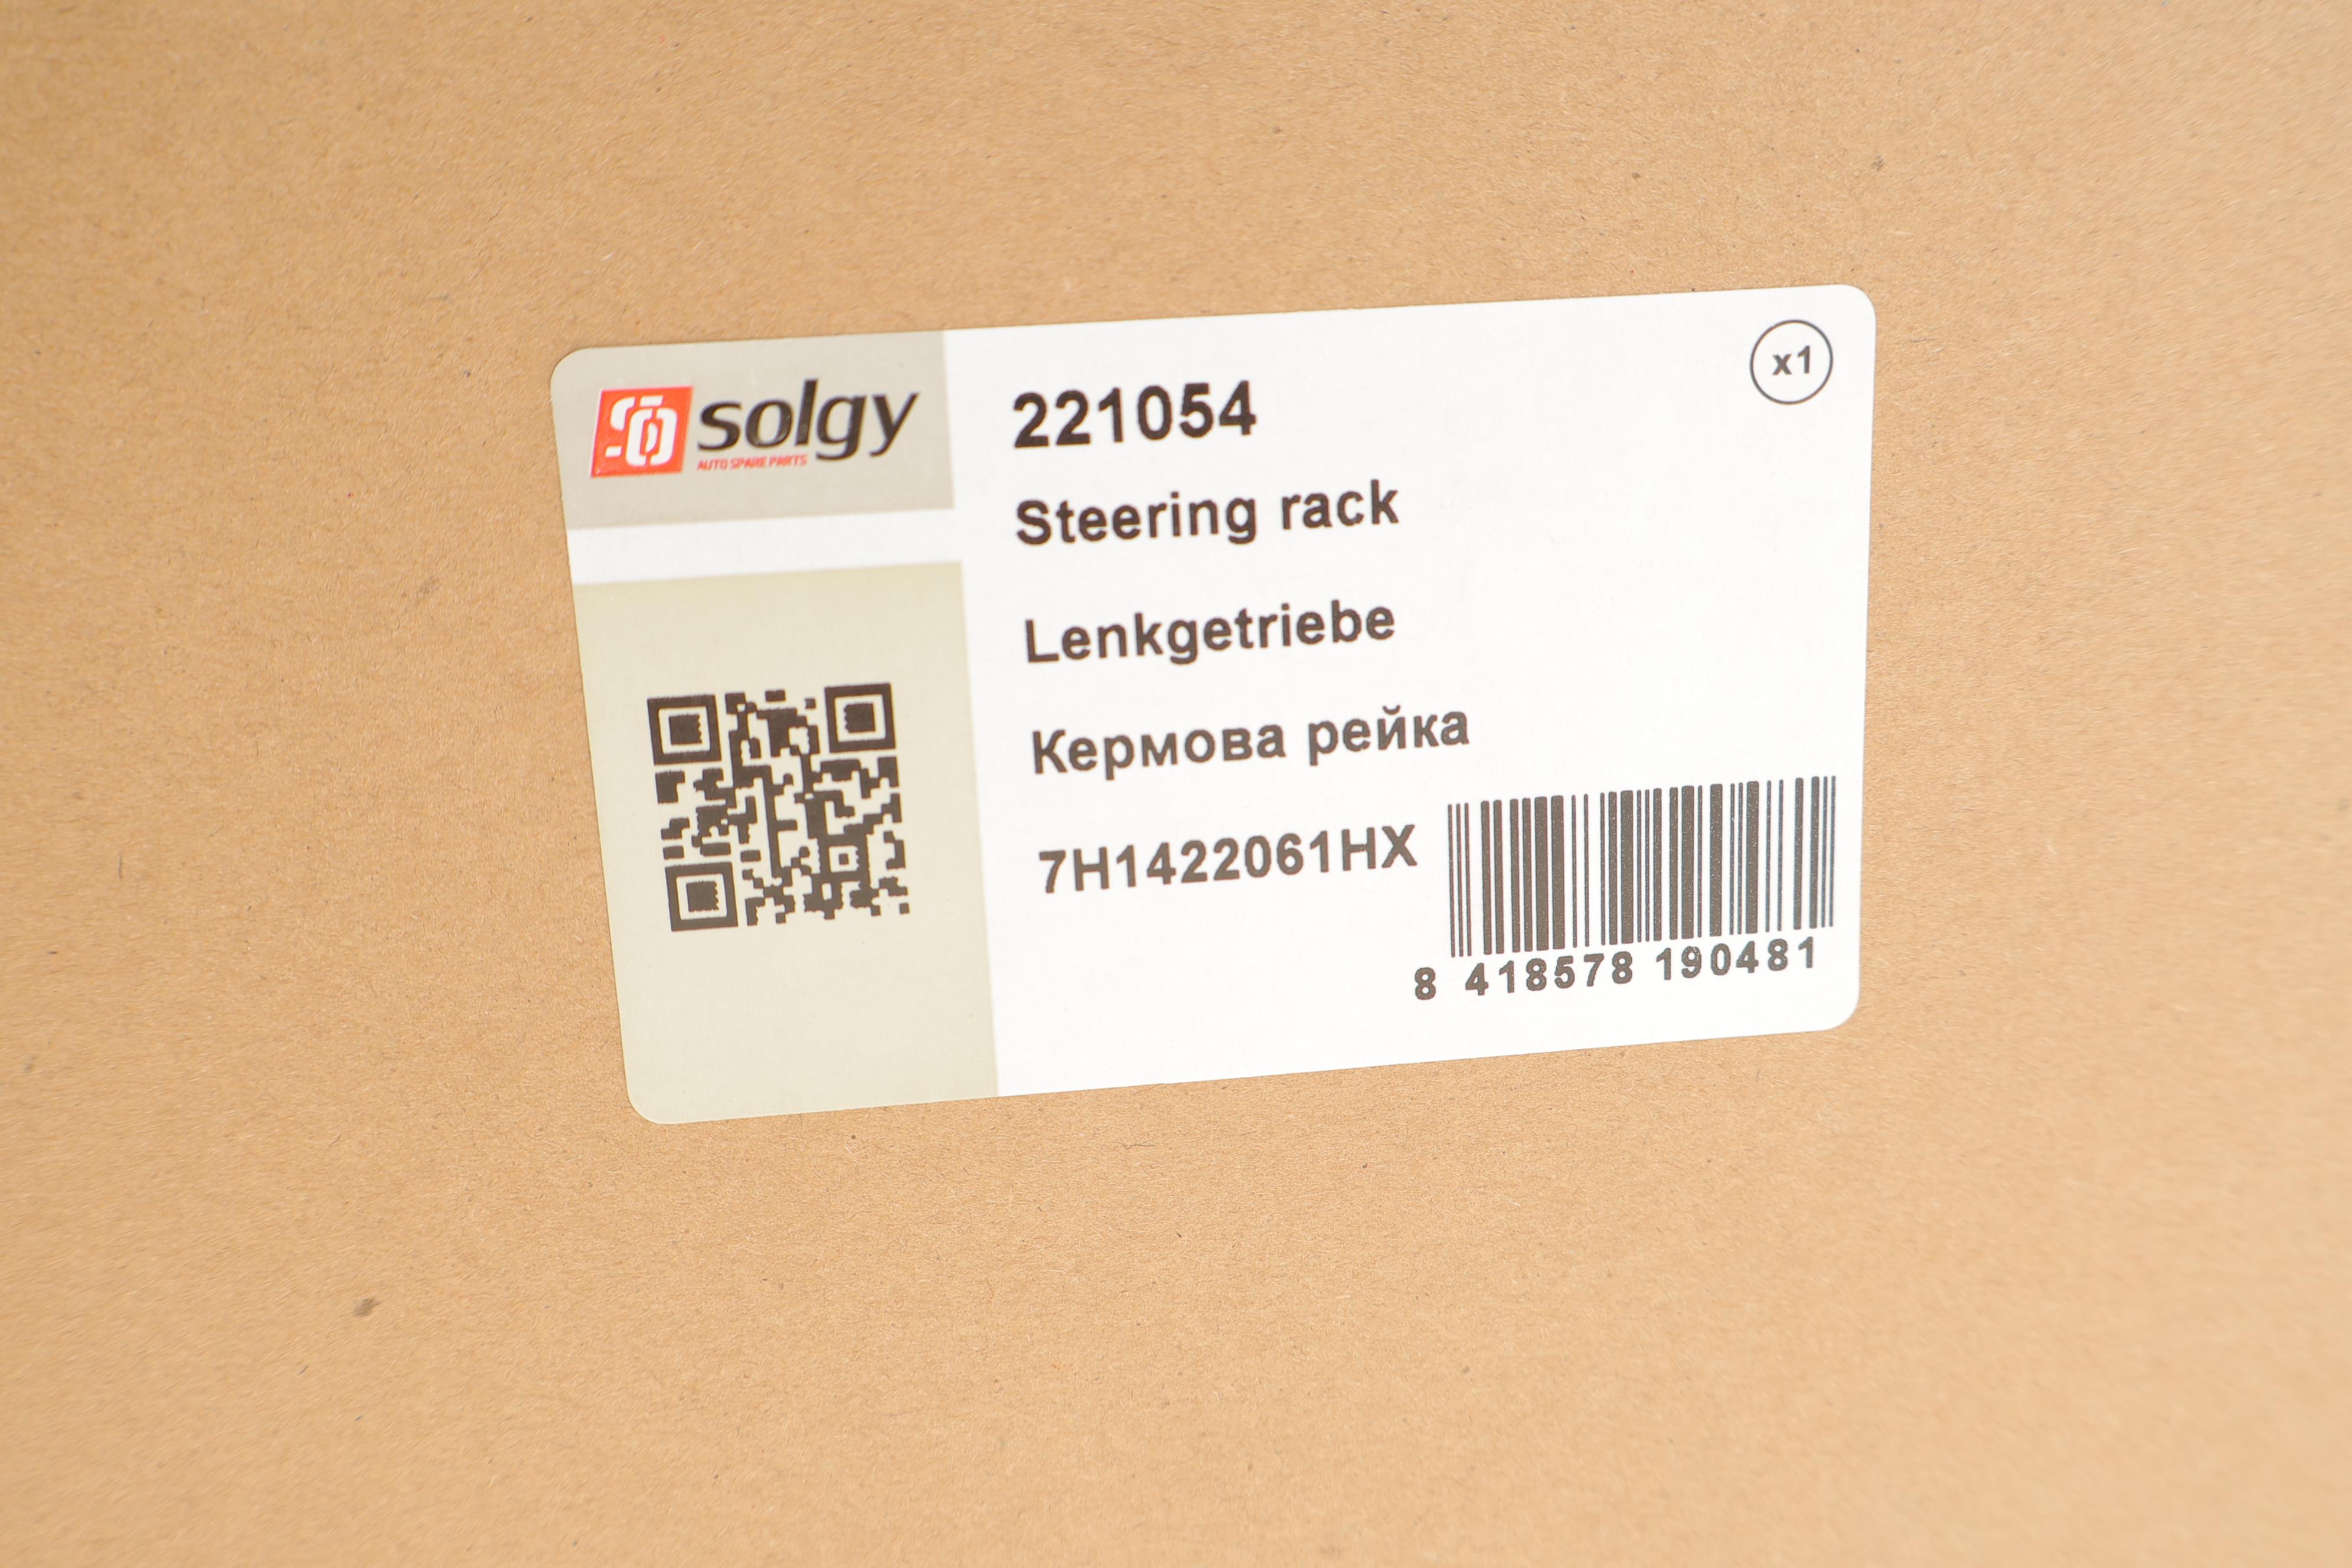 solgy
AUTO SPARE PARTS
221054
x1
Steering rack
Lenkgetriebe
Кермова рейка
7H1422061HX
8 418578 190481